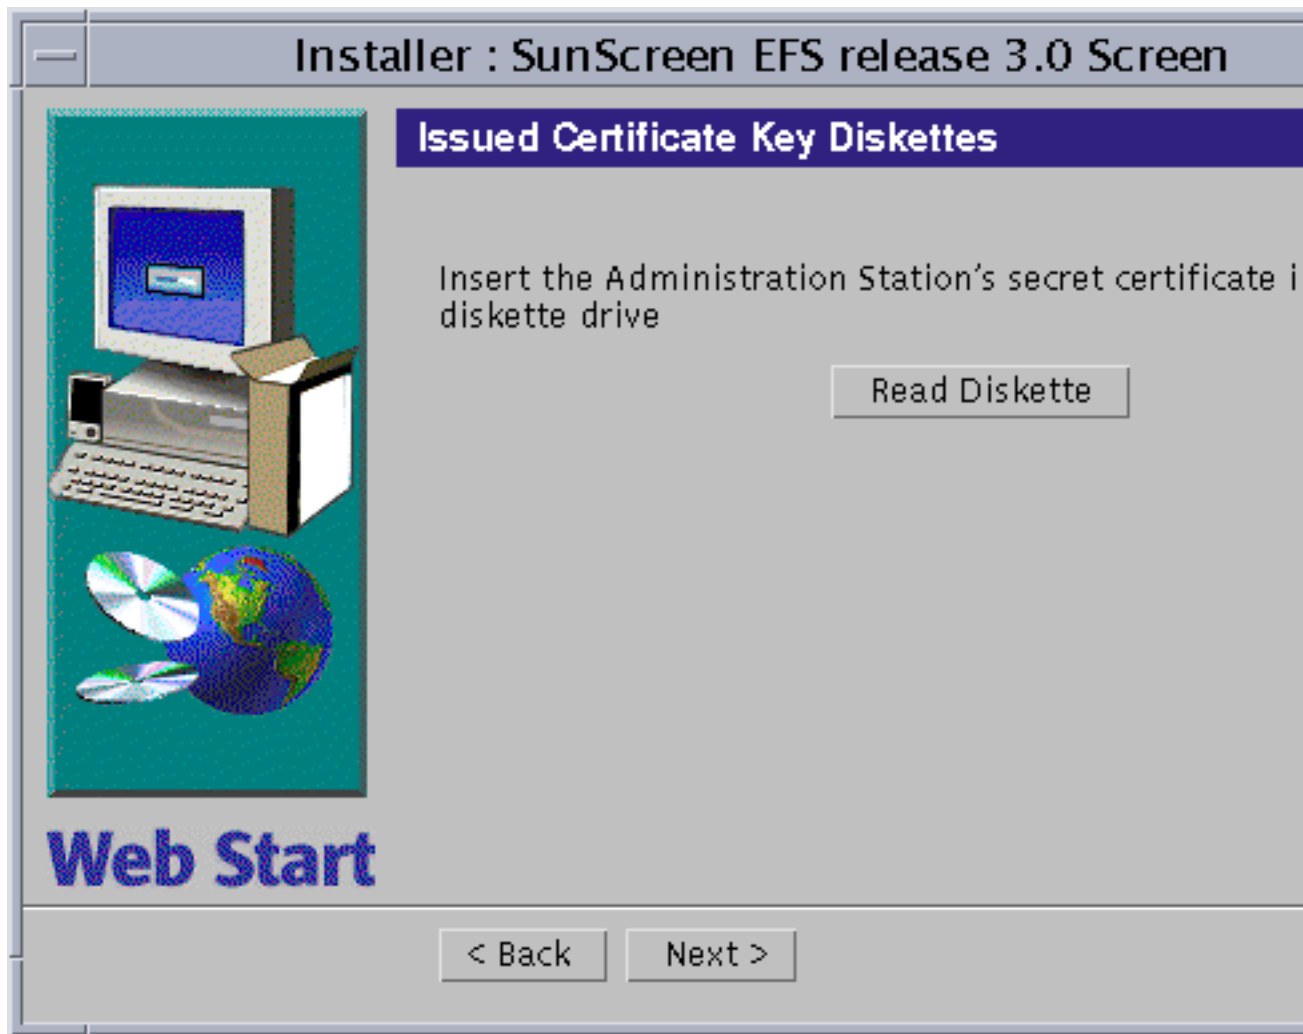 Installer : SunScreen EFS release 3.0 Screen
Issued Certificate Key Diskettes
Insert the Administration Station's secret certificate i
diskette drive
Read Diskette
Web Start
< Back Next >